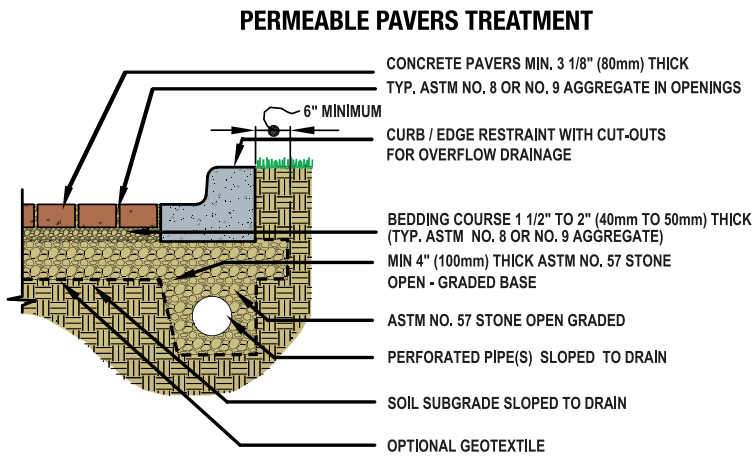 PERMEABLE PAVERS TREATMENT
CONCRETE PAVERS MIN. 3 1/8" (80mm) THICK
TYP. ASTM NO. 8 OR NO. 9 AGGREGATE IN OPENINGS
6" MINIMUM
CURB / EDGE RESTRAINT WITH CUT-OUTS
FOR OVERFLOW DRAINAGE
BEDDING COURSE 1 1/2" TO 2" (40mm TO 50mm) THICK
(TYP. ASTM NO. 8 OR NO. 9 AGGREGATE)
MIN 4" (100mm) THICK ASTM NO. 57 STONE
OPEN - GRADED BASE
ASTM NO. 57 STONE OPEN GRADED
PERFORATED PIPE(S) SLOPED TO DRAIN
SOIL SUBGRADE SLOPED TO DRAIN
OPTIONAL GEOTEXTILE